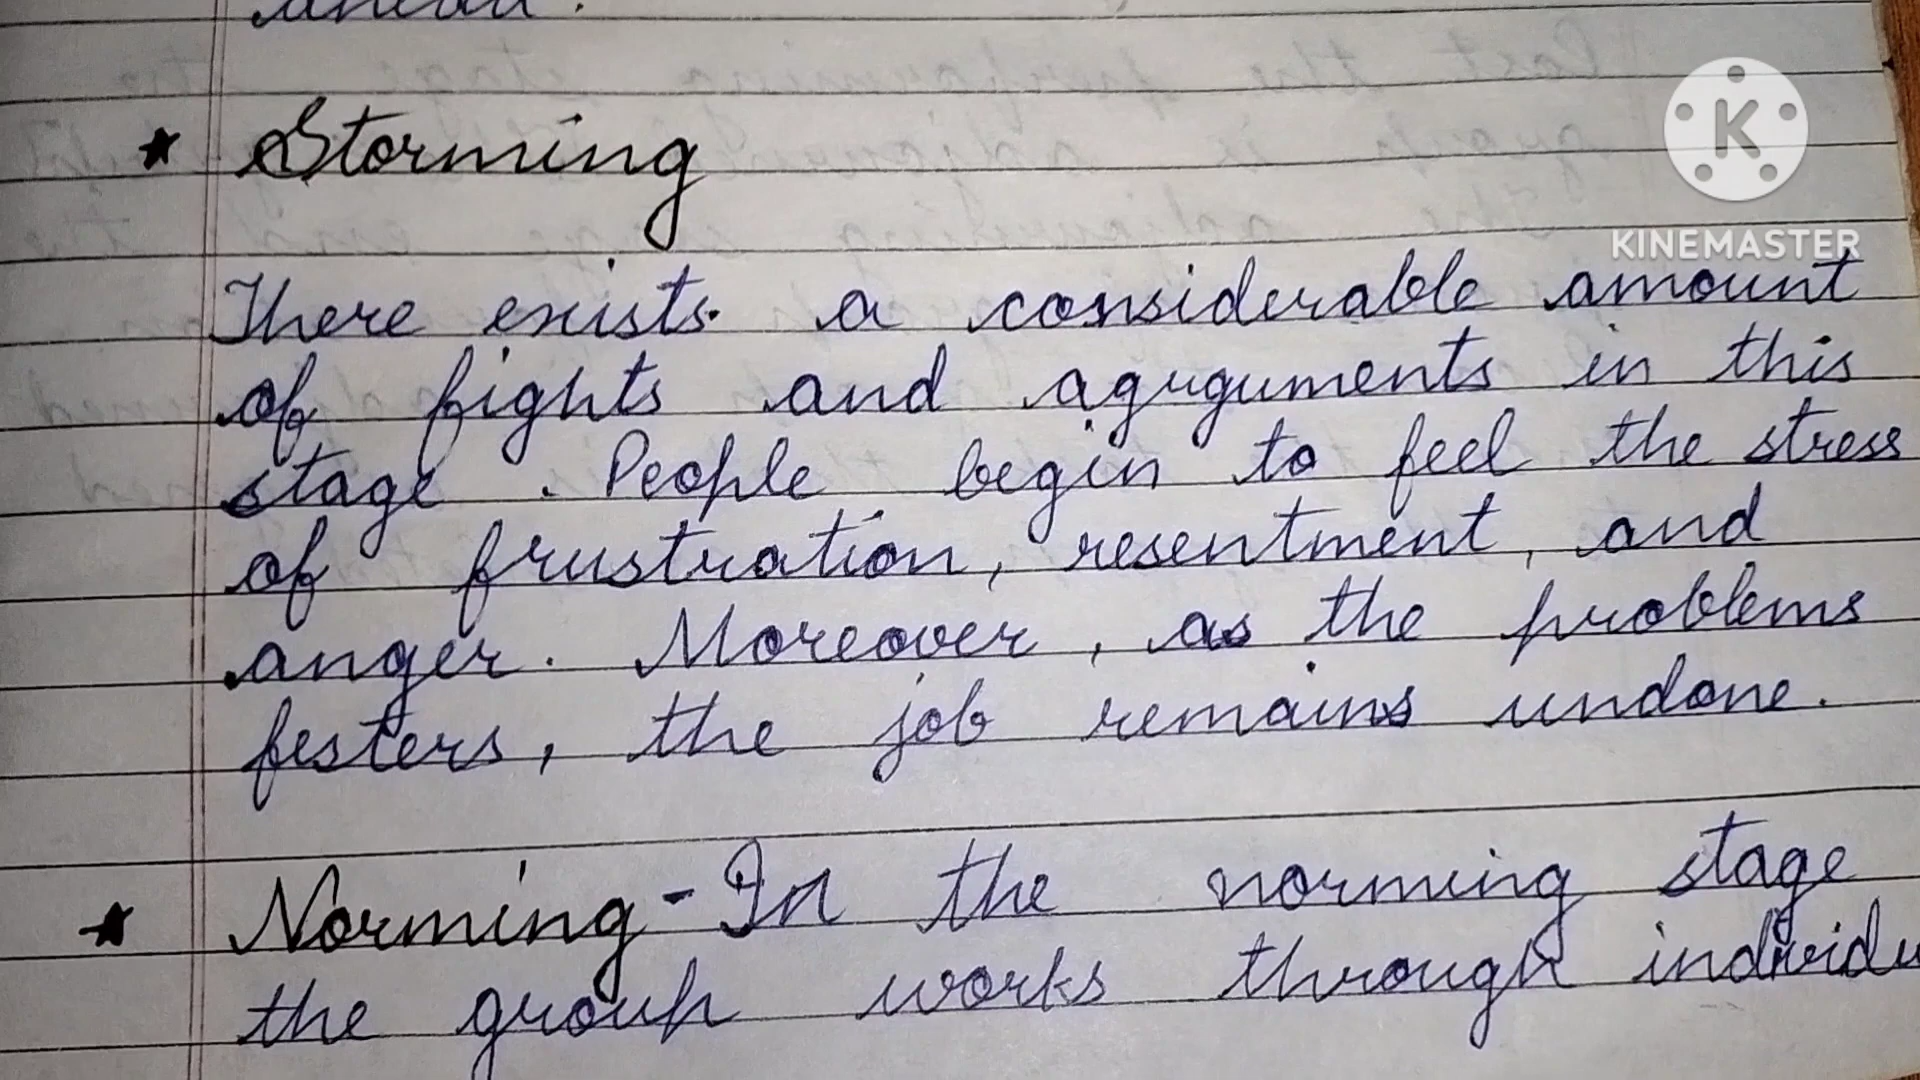 ahead.
★ Storming
There exists a considerable amount
of fights and aguguments in this
stage. People begin to feel the stress
of frustration, resentment, and
anger. Moreover, as the problems
festers, the job remains undone.
★ Norming - In the norming stage
the group works through individu
K
KINEMASTER